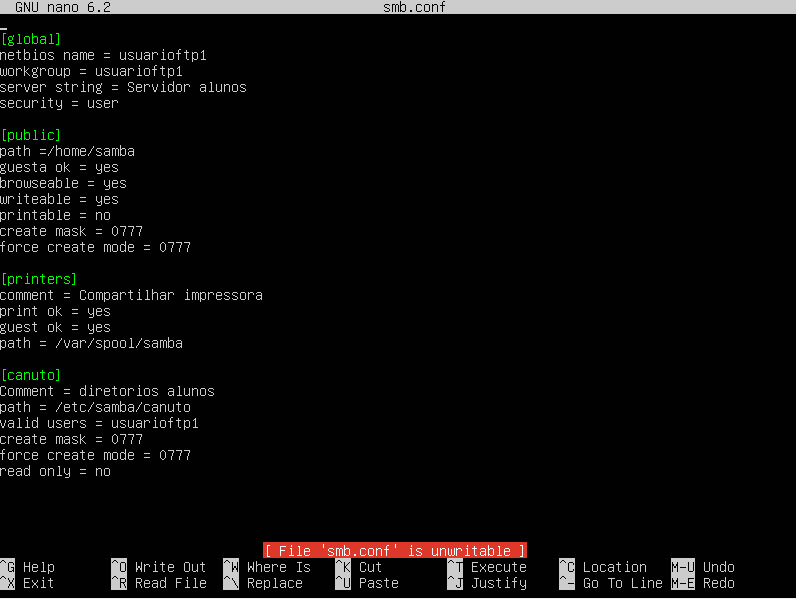 GNU nano 6.2 smb.conf
[global]
netbios name = usuarioftp1
workgroup = usuarioftp1
server string = Servidor alunos
security = user
[public]
path =/home/samba
guesta ok = yes
browseable = yes
writeable = yes
printable = no
create mask = 0777
force create mode = 0777
[printers]
comment = Compartilhar impressora
print ok = yes
guest ok = yes
path = /var/spool/samba
[canuto]
Comment = diretorios alunos
path = /etc/samba/canuto
valid users = usuarioftp1
create mask = 0777
force create mode = 0777
read only = no
[ File 'smb.conf' is unwritable ]
^G Help ^O Write Out ^W Where Is ^K Cut ^T Execute ^C Location M-U Undo
^X Exit ^R Read File ^\ Replace ^U Paste ^J Justify ^- Go To Line M-E Redo